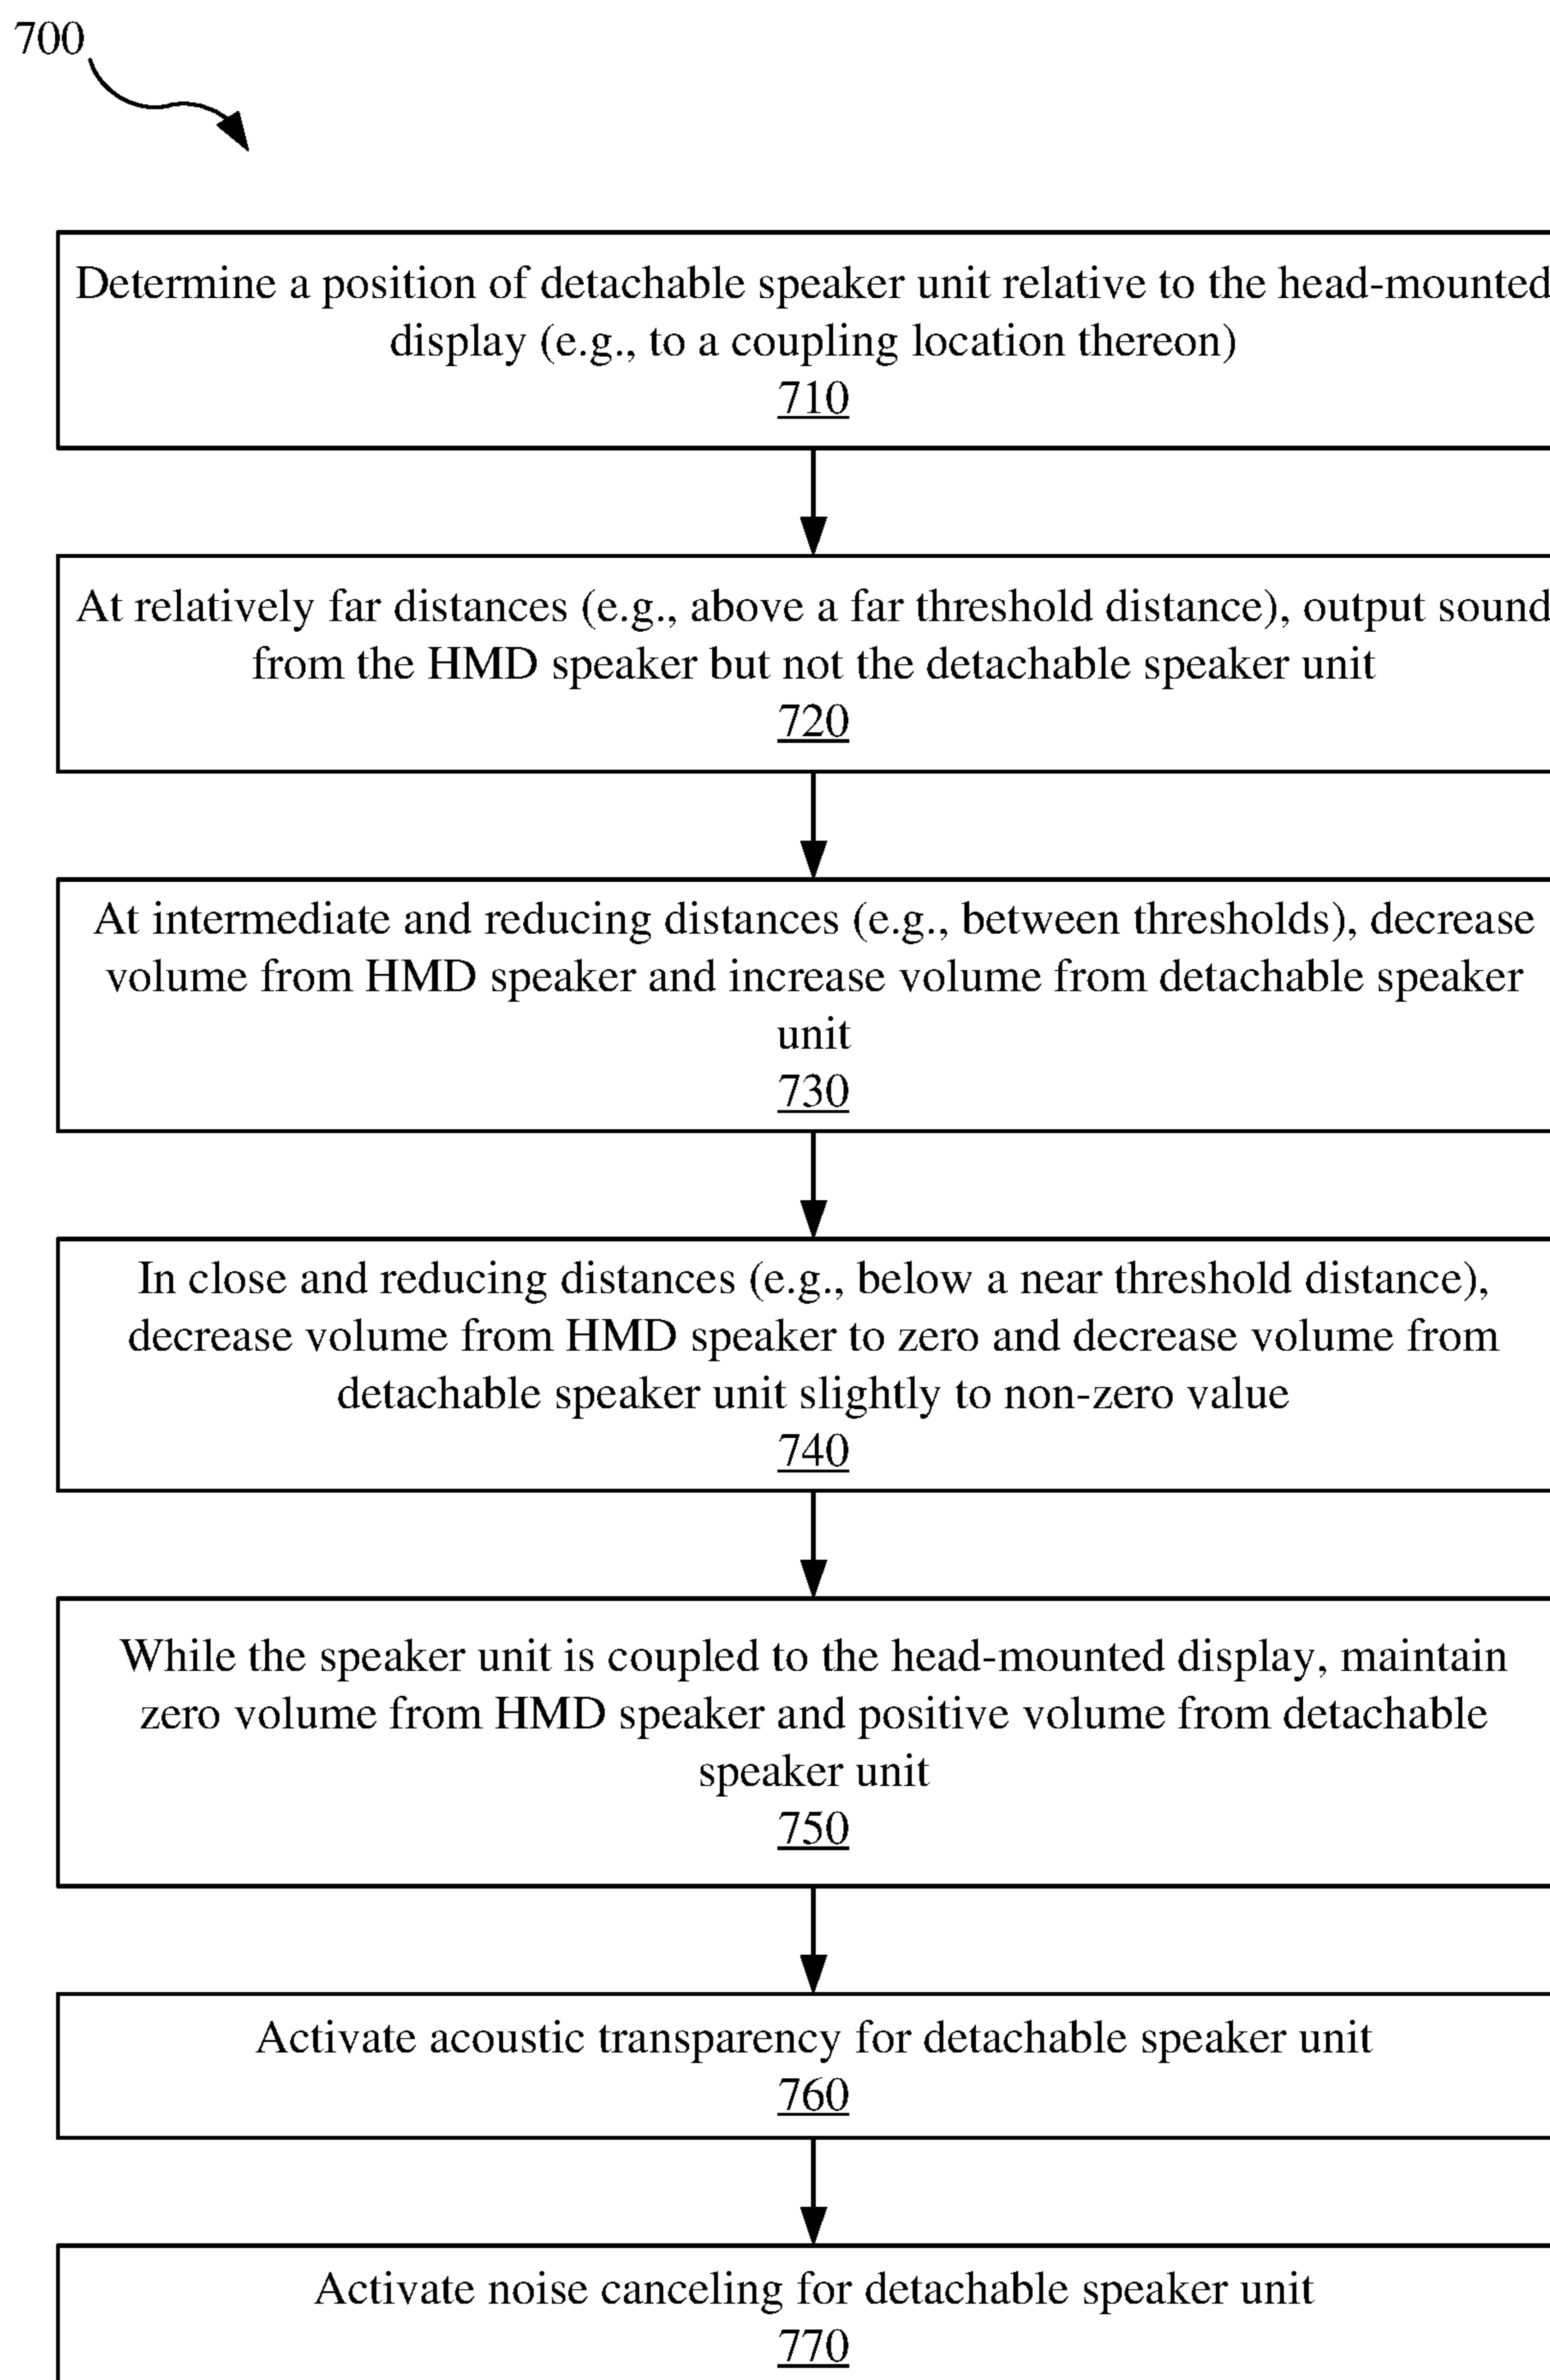 700
Determine a position of detachable speaker unit relative to the head-mounted
display (e.g., to a coupling location thereon)
710
At relatively far distances (e.g., above a far threshold distance), output sound
from the HMD speaker but not the detachable speaker unit
720
At intermediate and reducing distances (e.g., between thresholds), decrease
volume from HMD speaker and increase volume from detachable speaker
unit
730
In close and reducing distances (e.g., below a near threshold distance),
decrease volume from HMD speaker to zero and decrease volume from
detachable speaker unit slightly to non-zero value
740
While the speaker unit is coupled to the head-mounted display, maintain
zero volume from HMD speaker and positive volume from detachable
speaker unit
750
Activate acoustic transparency for detachable speaker unit
760
Activate noise canceling for detachable speaker unit
770